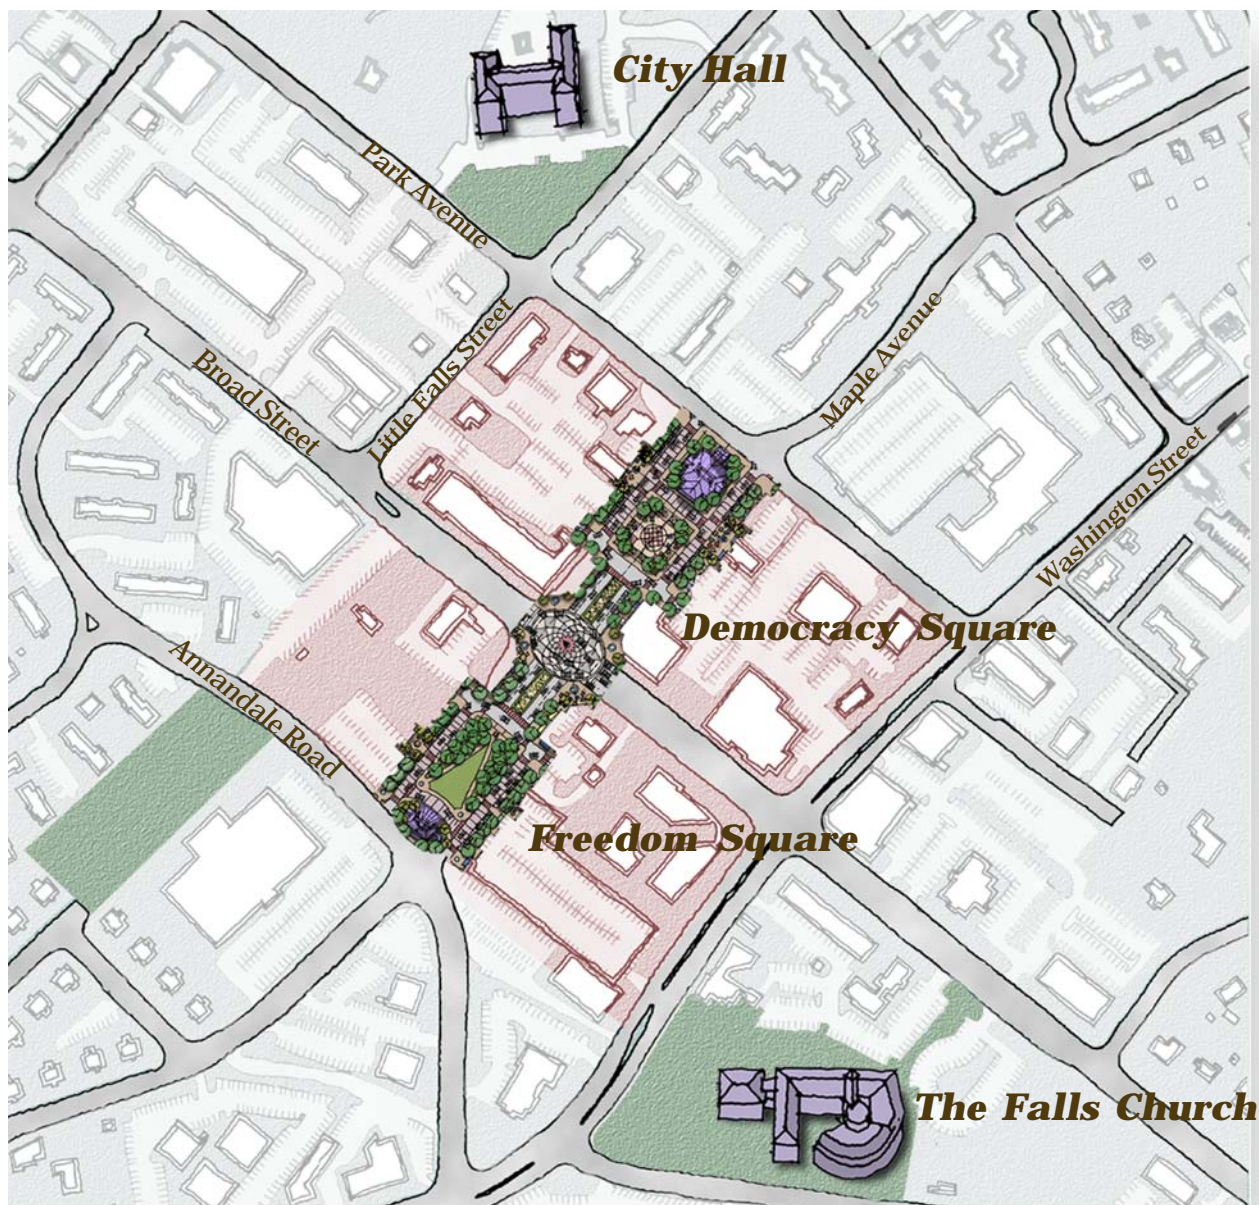 City Hall
Park Avenue
Little Falls Street
Maple Avenue
Broad Street
Washington Street
Democracy Square
Annandale Road
Freedom Square
The Falls Church